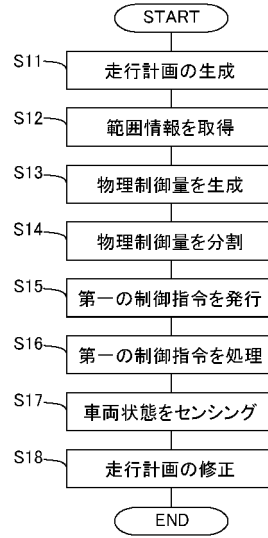 START
S11 走行計画の生成
S12 範囲情報を取得
S13 物理制御量を生成
S14 物理制御量を分割
S15 第一の制御指令を発行
S16 第一の制御指令を処理
S17 車両状態をセンシング
S18 走行計画の修正
END